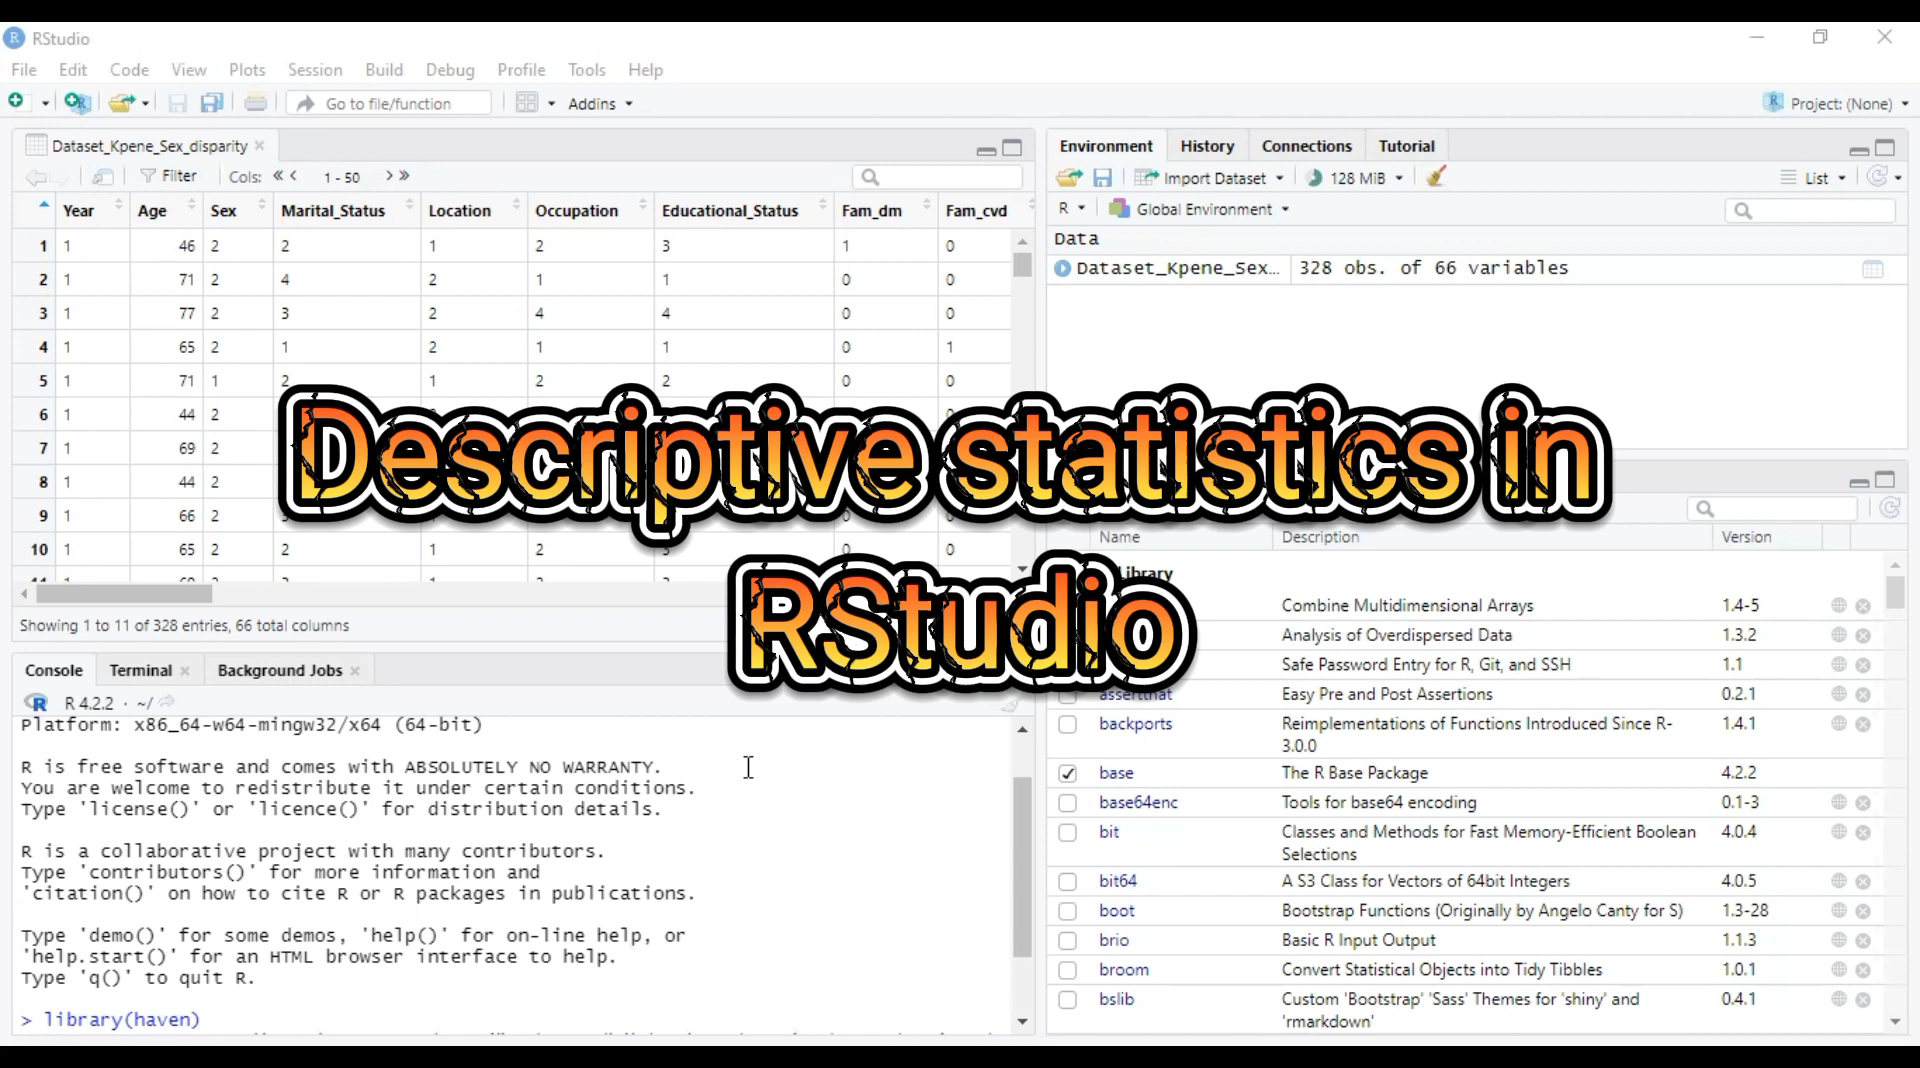 RStudio
File Edit Code View Plots Session Build Debug Profile Tools Help
Go to file/function Addins
Project: (None)
Dataset_Kpene_Sex_disparity
Filter Cols: 1 - 50
Year Age Sex Marital_Status Location Occupation Educational_Status Fam_dm Fam_cvd
1 1 46 2 2 1 2 3 1 0
2 1 71 2 4 2 1 1 0 0
3 1 77 2 3 2 4 4 0 0
4 1 65 2 1 2 1 1 0 1
5 1 71 1 2 1 2 2 0 0
6 1 44 2
7 1 69 2
8 1 44 2
9 1 66 2
10 1 65 2 2 1 2 0
Showing 1 to 11 of 328 entries, 66 total columns
Environment History Connections Tutorial
Import Dataset 128 MiB List
R Global Environment
Data
Dataset_Kpene_Sex… 328 obs. of 66 variables
Descriptive statistics in
RStudio
Console Terminal Background Jobs
R 4.2.2 · ~/
Platform: x86_64-w64-mingw32/x64 (64-bit)
R is free software and comes with ABSOLUTELY NO WARRANTY.
You are welcome to redistribute it under certain conditions.
Type 'license()' or 'licence()' for distribution details.
R is a collaborative project with many contributors.
Type 'contributors()' for more information and
'citation()' on how to cite R or R packages in publications.
Type 'demo()' for some demos, 'help()' for on-line help, or
'help.start()' for an HTML browser interface to help.
Type 'q()' to quit R.
> library(haven)
Name Description Version
Library
Combine Multidimensional Arrays 1.4-5
Analysis of Overdispersed Data 1.3.2
Safe Password Entry for R, Git, and SSH 1.1
assertthat Easy Pre and Post Assertions 0.2.1
backports Reimplementations of Functions Introduced Since R- 1.4.1
3.0.0
base The R Base Package 4.2.2
base64enc Tools for base64 encoding 0.1-3
bit Classes and Methods for Fast Memory-Efficient Boolean 4.0.4
Selections
bit64 A S3 Class for Vectors of 64bit Integers 4.0.5
boot Bootstrap Functions (Originally by Angelo Canty for S) 1.3-28
brio Basic R Input Output 1.1.3
broom Convert Statistical Objects into Tidy Tibbles 1.0.1
bslib Custom 'Bootstrap' 'Sass' Themes for 'shiny' and 0.4.1
'rmarkdown'